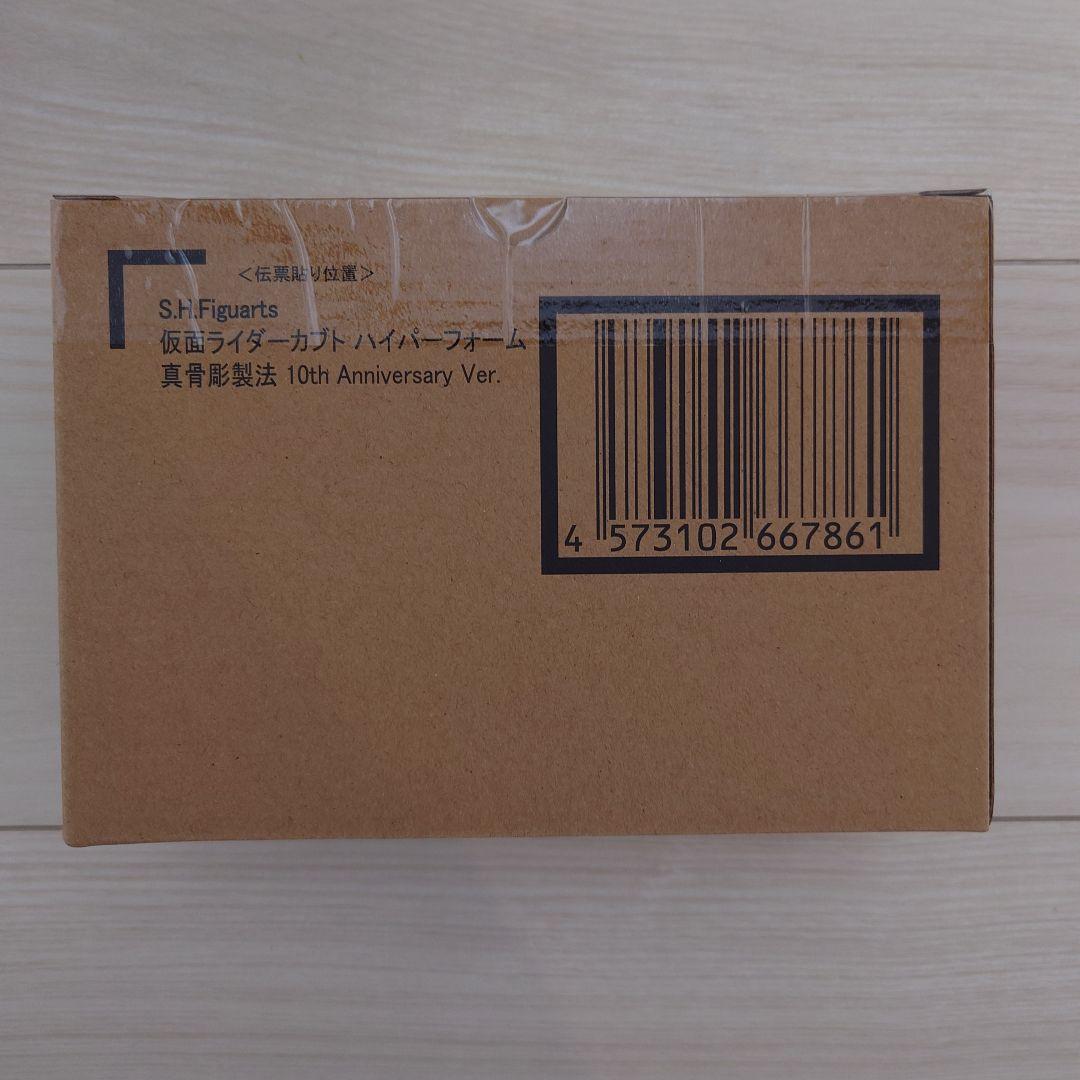 ＜伝票貼り位置＞
S.H.Figuarts
仮面ライダーカブト ハイパーフォーム
真骨彫製法 10th Anniversary Ver.
4 573102 667861